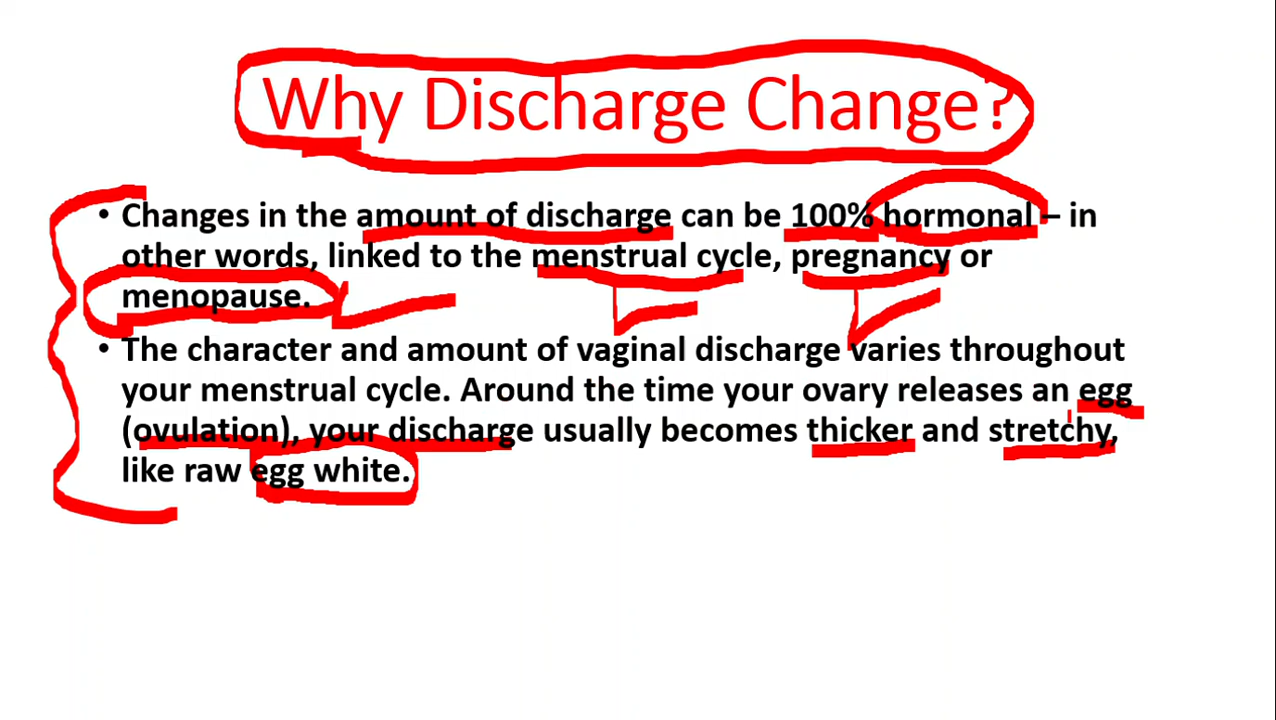 Why Discharge Change?
• Changes in the amount of discharge can be 100% hormonal – in
other words, linked to the menstrual cycle, pregnancy or
menopause.
• The character and amount of vaginal discharge varies throughout
your menstrual cycle. Around the time your ovary releases an egg
(ovulation), your discharge usually becomes thicker and stretchy,
like raw egg white.